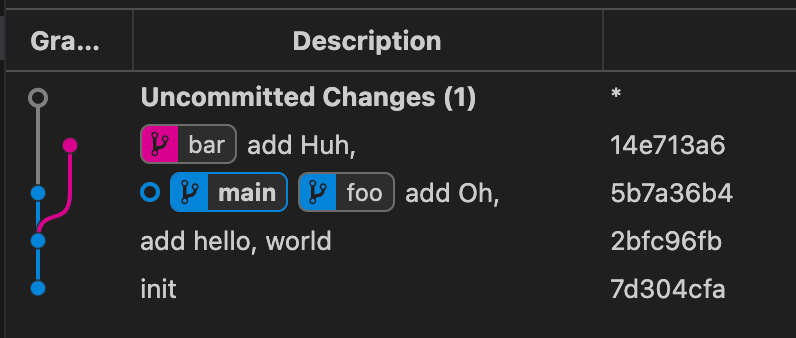 Gra... Description
Uncommitted Changes (1) *
bar add Huh, 14e713a6
main foo add Oh, 5b7a36b4
add hello, world 2bfc96fb
init 7d304cfa